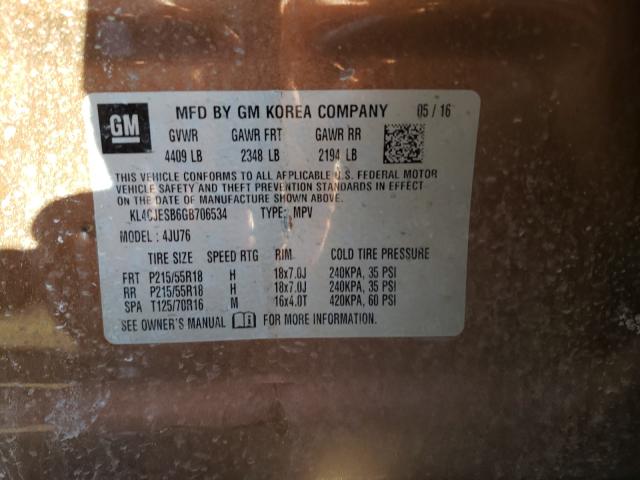 GM MFD BY GM KOREA COMPANY 05 / 16
GVWR GAWR FRT GAWR RR
4409 LB 2348 LB 2194 LB
THIS VEHICLE CONFORMS TO ALL APPLICABLE U.S. FEDERAL MOTOR
VEHICLE SAFETY AND THEFT PREVENTION STANDARDS IN EFFECT
ON THE DATE OF MANUFACTURE SHOWN ABOVE.
KL4CJESB6GB706534 TYPE: MPV
MODEL : 4JU76
TIRE SIZE SPEED RTG RIM COLD TIRE PRESSURE
FRT P215/55R18 H 18x7.0J 240KPA, 35 PSI
RR P215/55R18 H 18x7.0J 240KPA, 35 PSI
SPA T125/70R16 M 16x4.0T 420KPA, 60 PSI
SEE OWNER'S MANUAL FOR MORE INFORMATION.